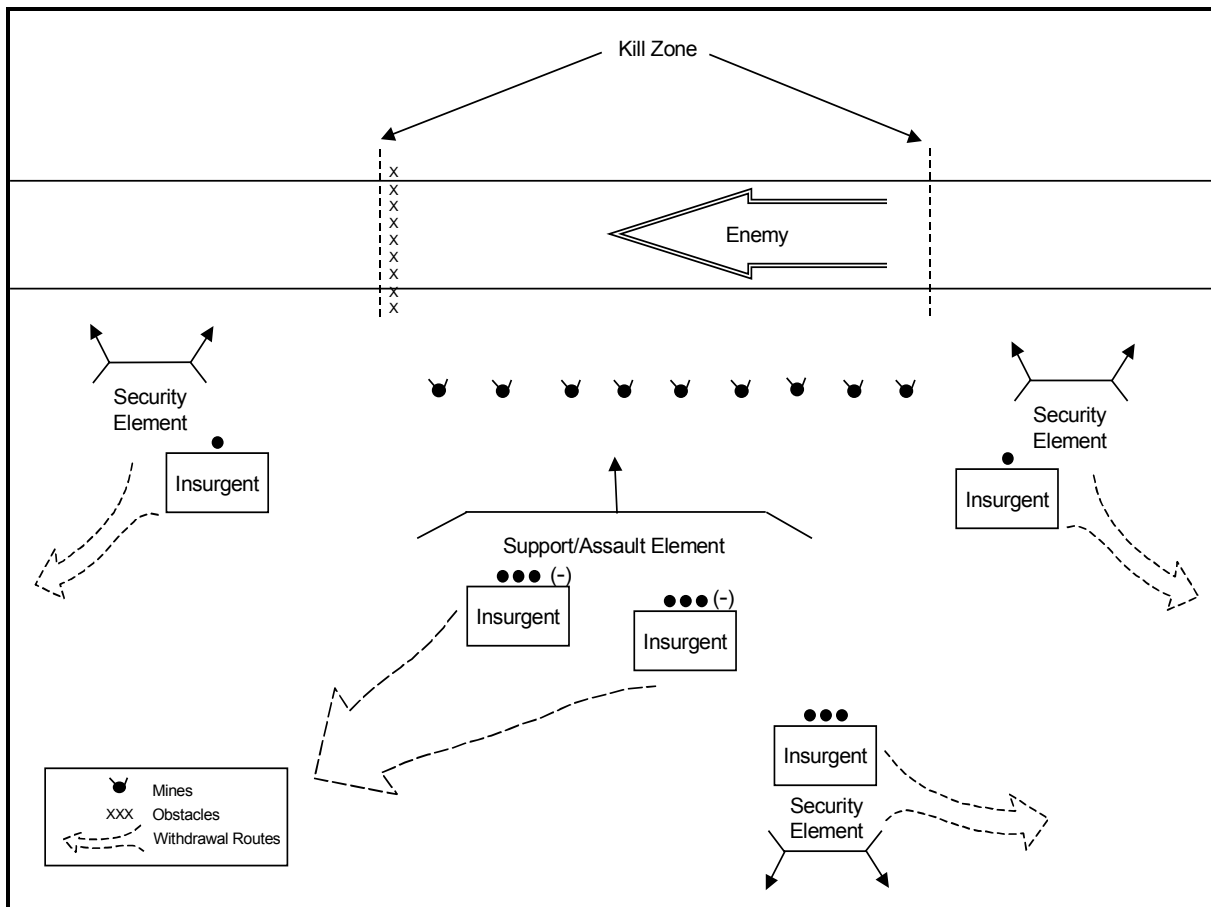 Kill Zone
X
X
X
X
X
X
X
X
X
Enemy
Security
Element
Insurgent
Security
Element
Insurgent
Support/Assault Element
(-)
Insurgent
(-)
Insurgent
Insurgent
Security
Element
Mines
XXX Obstacles
Withdrawal Routes